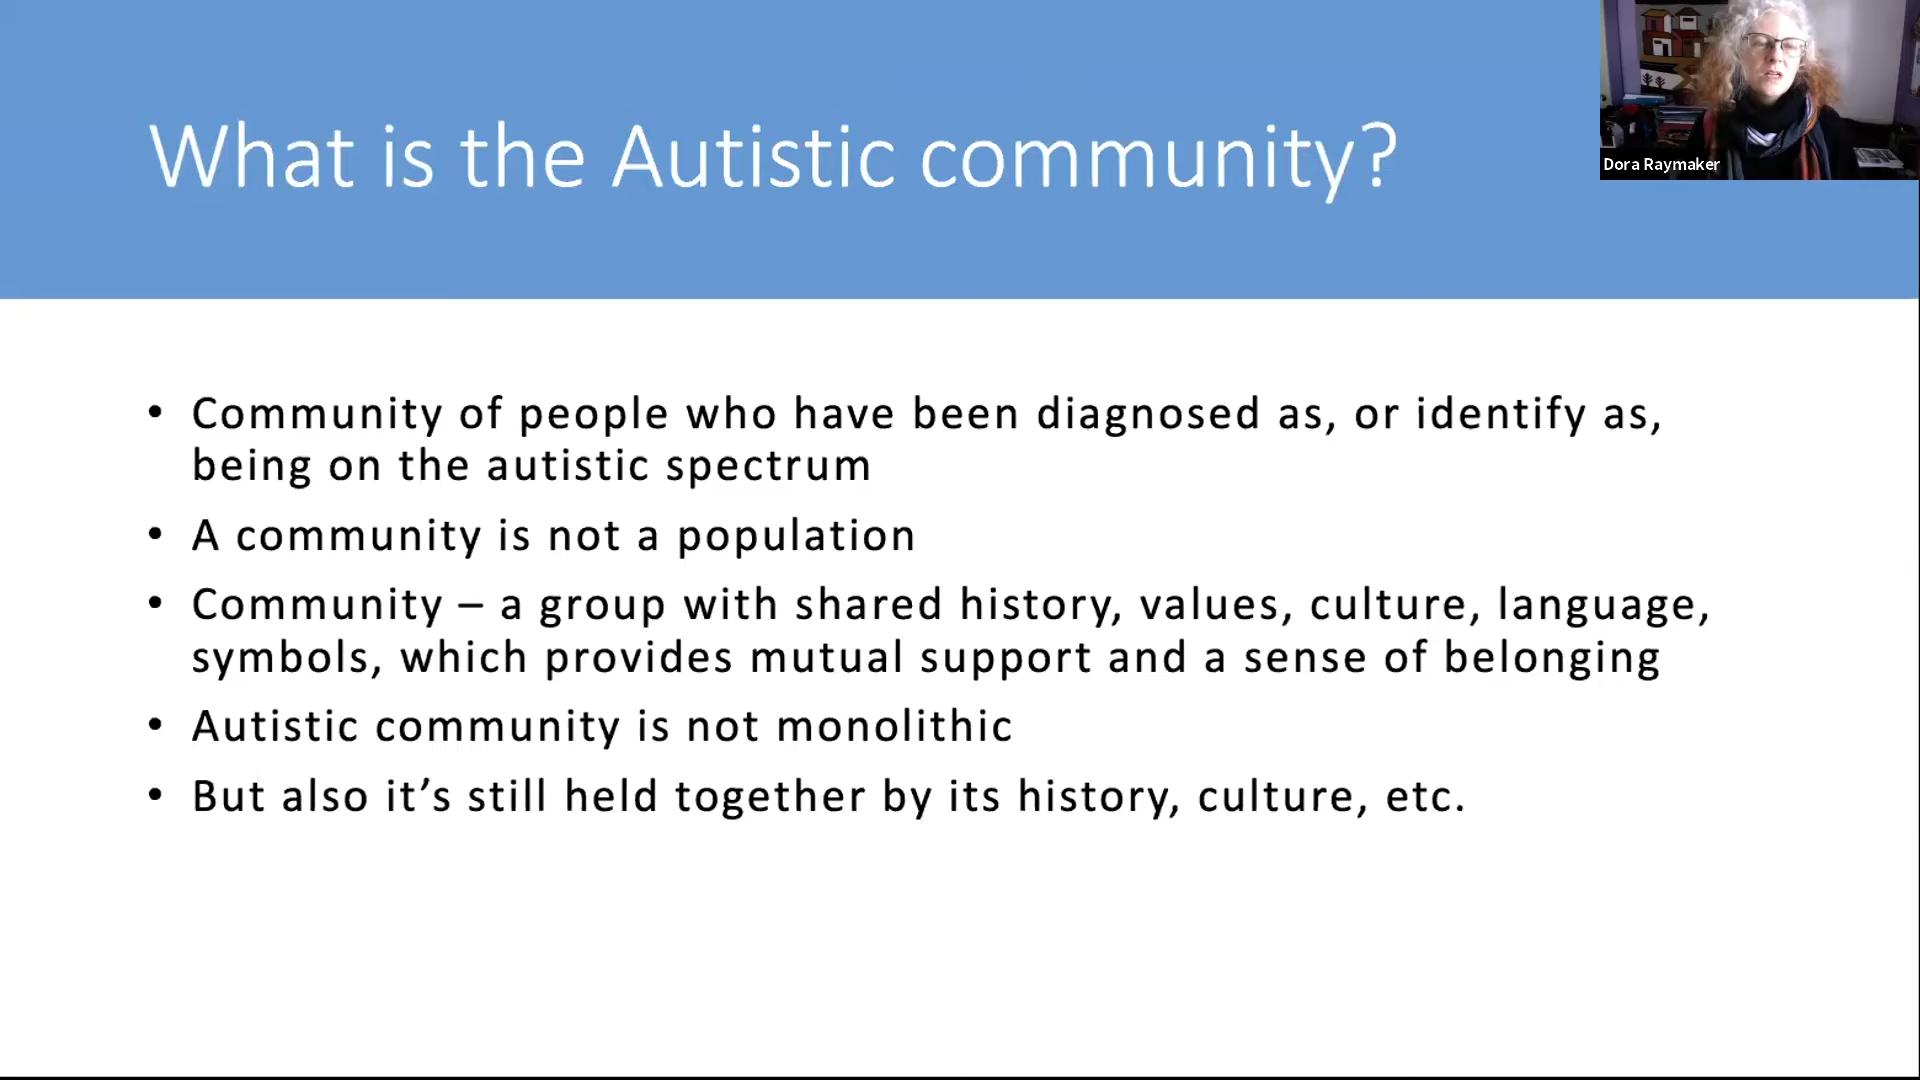 What is the Autistic community?
Dora Raymaker
• Community of people who have been diagnosed as, or identify as,
being on the autistic spectrum
• A community is not a population
• Community – a group with shared history, values, culture, language,
symbols, which provides mutual support and a sense of belonging
• Autistic community is not monolithic
• But also it’s still held together by its history, culture, etc.